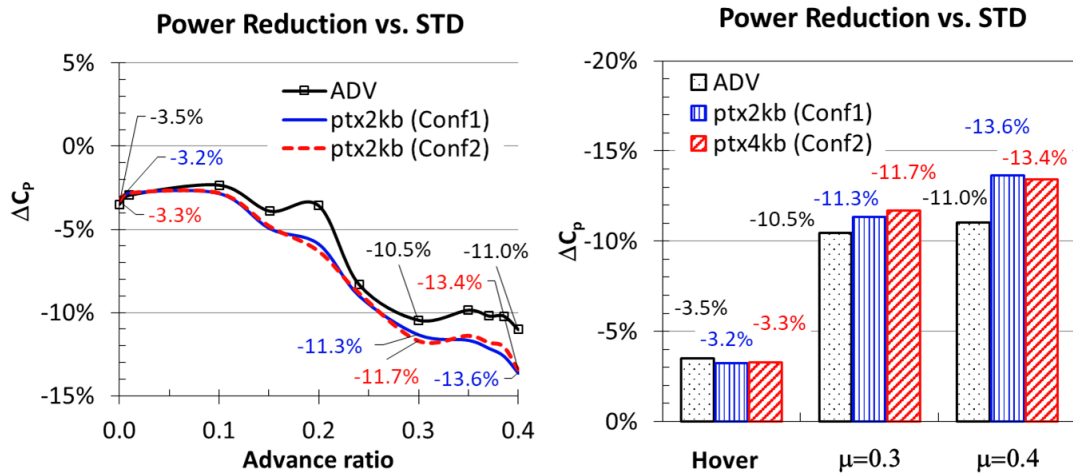 Power Reduction vs. STD
5%
0%
-5%
-10%
-15%
ΔCP
ADV
ptx2kb (Conf1)
ptx2kb (Conf2)
-3.5%
-3.2%
-3.3%
-10.5%
-11.0%
-13.4%
-11.3%
-11.7%
-13.6%
0.0
0.1
0.2
0.3
0.4
Advance ratio
Power Reduction vs. STD
-20%
-15%
-10%
-5%
0%
ΔCP
ADV
ptx2kb (Conf1)
ptx4kb (Conf2)
-3.5%
-3.2%
-3.3%
-10.5%
-11.3%
-11.7%
-11.0%
-13.6%
-13.4%
Hover
μ=0.3
μ=0.4